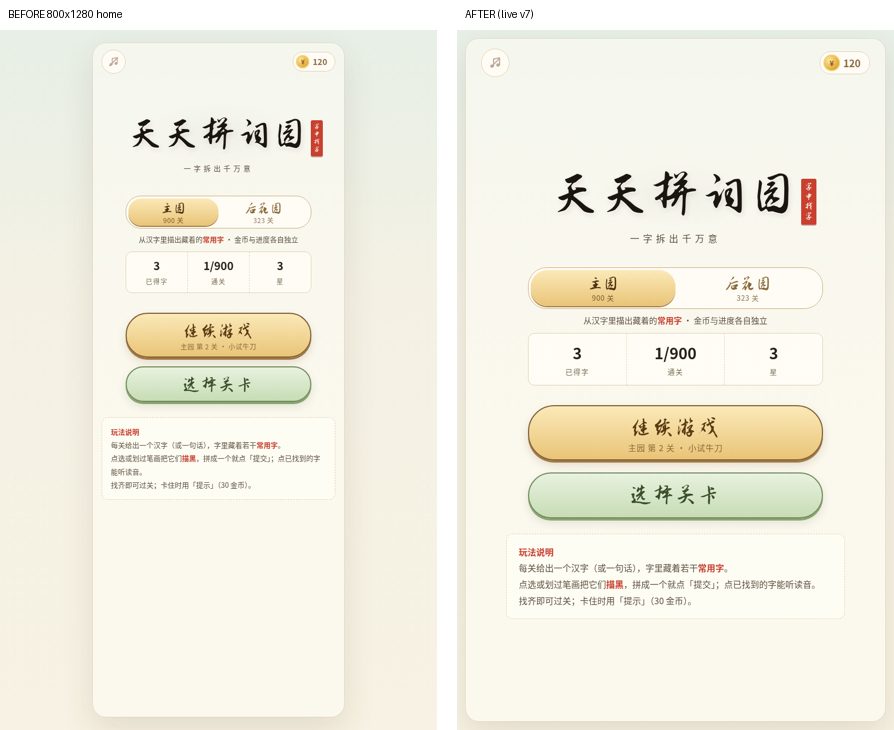 BEFORE 800x1280 home
120
天天拼词园
字中找字
一字拆出千万意
主园
900 关
后花园
323 关
从汉字里描出藏着的常用字 · 金币与进度各自独立
3
已得字
1/900
通关
3
星
继续游戏
主园 第 2 关 · 小试牛刀
选择关卡
玩法说明
每关给出一个汉字（或一句话），字里藏着若干常用字。
点选或划过笔画把它们描黑，拼成一个就点「提交」；点已找到的字
能听读音。
找齐即可过关；卡住时用「提示」（30 金币）。
AFTER (live v7)
120
天天拼词园
字中找字
一字拆出千万意
主园
900 关
后花园
323 关
从汉字里描出藏着的常用字 · 金币与进度各自独立
3
已得字
1/900
通关
3
星
继续游戏
主园 第 2 关 · 小试牛刀
选择关卡
玩法说明
每关给出一个汉字（或一句话），字里藏着若干常用字。
点选或划过笔画把它们描黑，拼成一个就点「提交」；点已找到的字能听读音。
找齐即可过关；卡住时用「提示」（30 金币）。